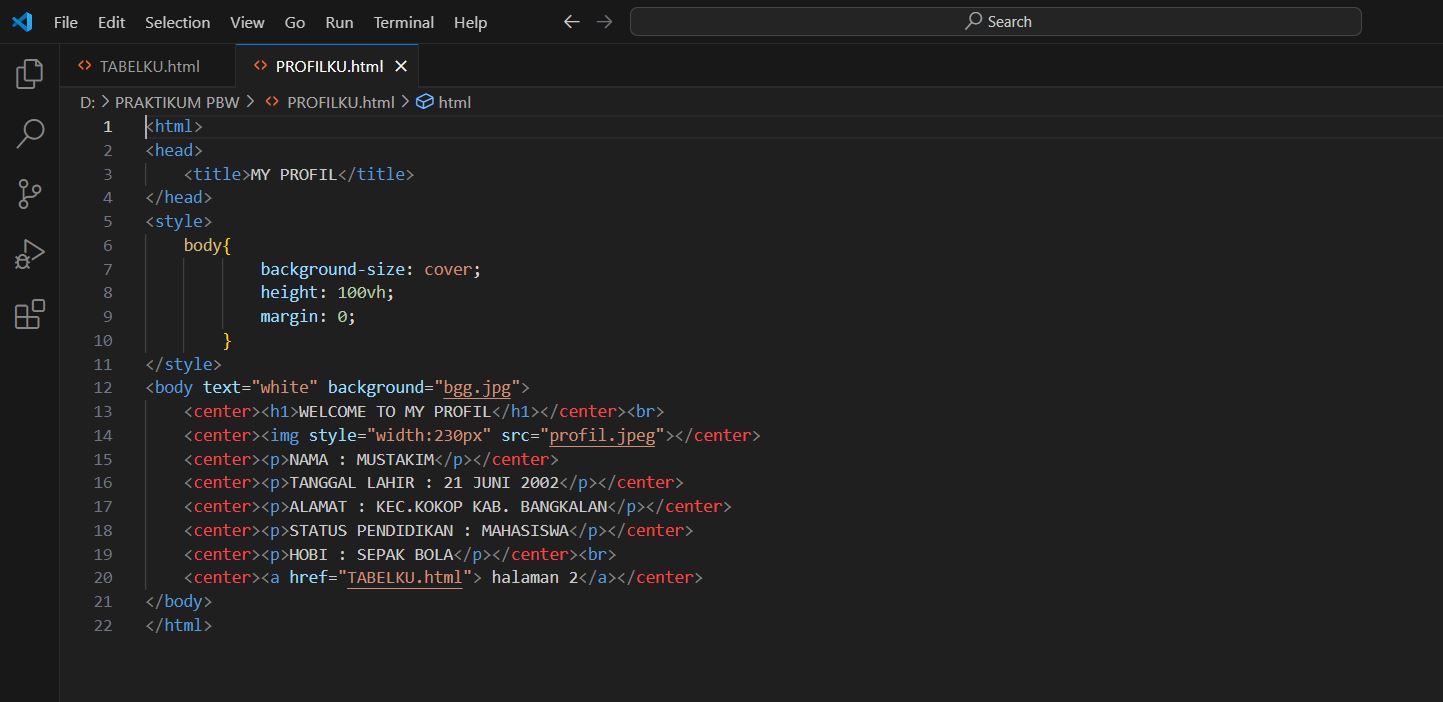 File Edit Selection View Go Run Terminal Help Search
TABELKU.html PROFILKU.html
D: > PRAKTIKUM PBW > PROFILKU.html > html
1 <html>
2 <head>
3     <title>MY PROFIL</title>
4 </head>
5 <style>
6     body{
7             background-size: cover;
8             height: 100vh;
9             margin: 0;
10         }
11 </style>
12 <body text="white" background="bgg.jpg">
13     <center><h1>WELCOME TO MY PROFIL</h1></center><br>
14     <center><img style="width:230px" src="profil.jpeg"></center>
15     <center><p>NAMA : MUSTAKIM</p></center>
16     <center><p>TANGGAL LAHIR : 21 JUNI 2002</p></center>
17     <center><p>ALAMAT : KEC.KOKOP KAB. BANGKALAN</p></center>
18     <center><p>STATUS PENDIDIKAN : MAHASISWA</p></center>
19     <center><p>HOBI : SEPAK BOLA</p></center><br>
20     <center><a href="TABELKU.html"> halaman 2</a></center>
21 </body>
22 </html>